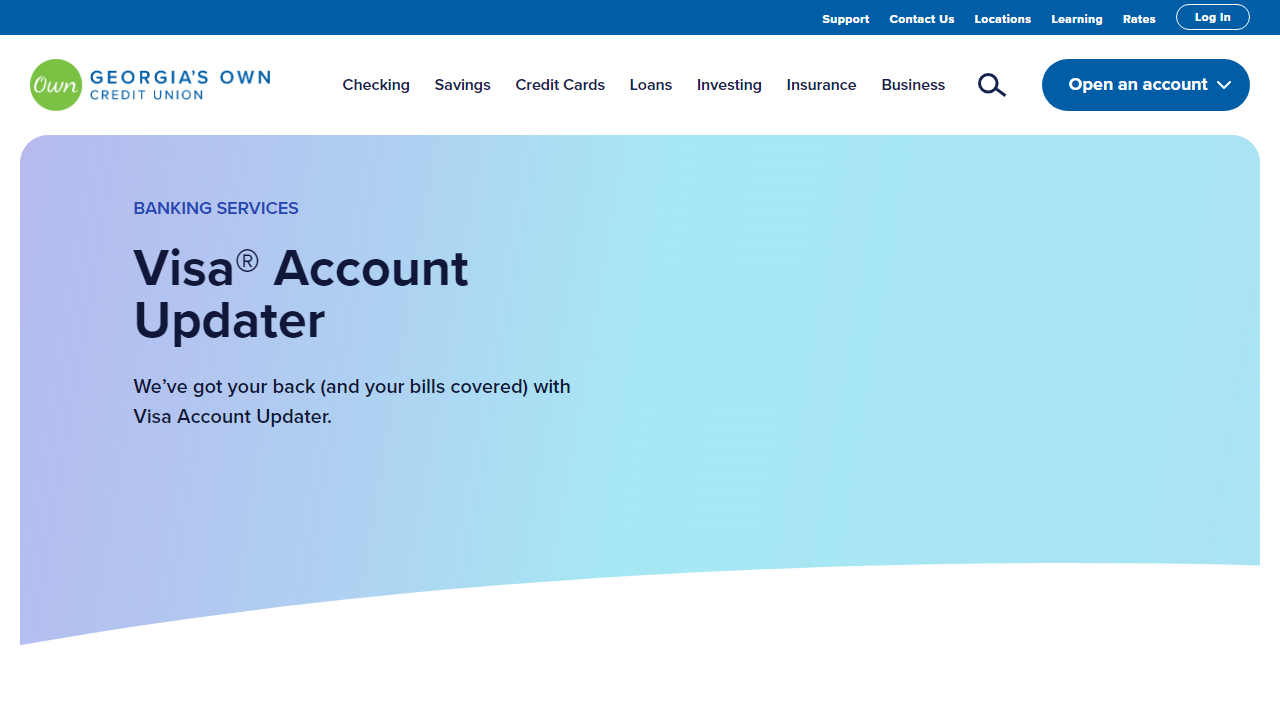 Support Contact Us Locations Learning Rates Log In
Own GEORGIA'S OWN
CREDIT UNION
Checking Savings Credit Cards Loans Investing Insurance Business Open an account
BANKING SERVICES
Visa® Account
Updater
We’ve got your back (and your bills covered) with
Visa Account Updater.